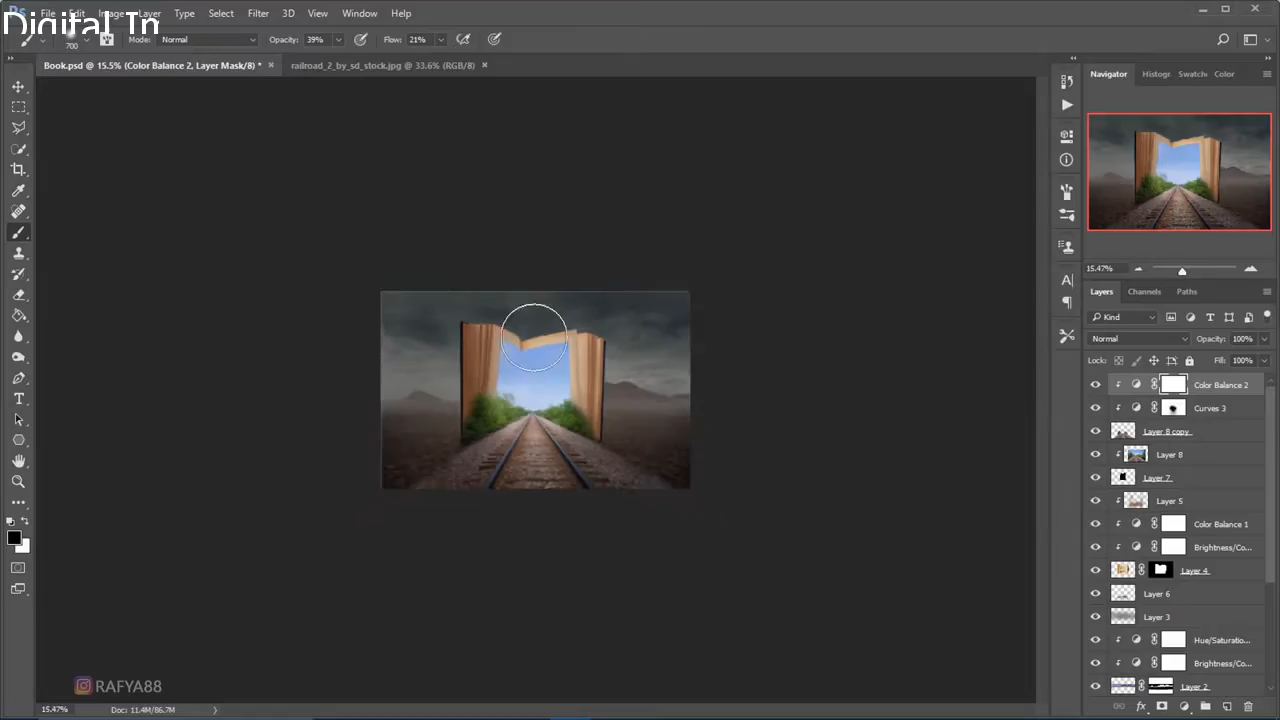 File Edit Image Layer Type Select Filter 3D View Window Help
Digital Tn
700 Mode: Normal Opacity: 39% Flow: 21%
Book.psd @ 15.5% (Color Balance 2, Layer Mask/8) * railroad_2_by_sd_stock.jpg @ 33.6% (RGB/8)
Navigator Histogr Swatch Color
15.47%
Layers Channels Paths
Kind
Normal Opacity: 100%
Lock: Fill: 100%
Color Balance 2
Curves 3
Layer 8 copy
Layer 8
Layer 7
Layer 5
Color Balance 1
Brightness/Co...
Layer 4
Layer 6
Layer 3
Hue/Saturatio...
Brightness/Co...
Layer 2
RAFYA88
15.47% Doc: 11.4M/86.7M